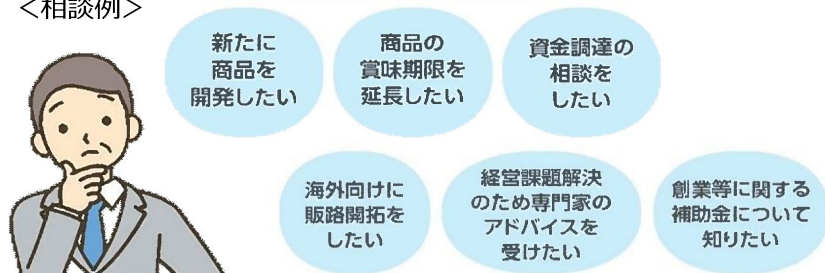 ＜相談例＞
新たに
商品を
開発したい
商品の
賞味期限を
延長したい
資金調達の
相談を
したい
海外向けに
販路開拓を
したい
経営課題解決
のため専門家の
アドバイスを
受けたい
創業等に関する
補助金について
知りたい